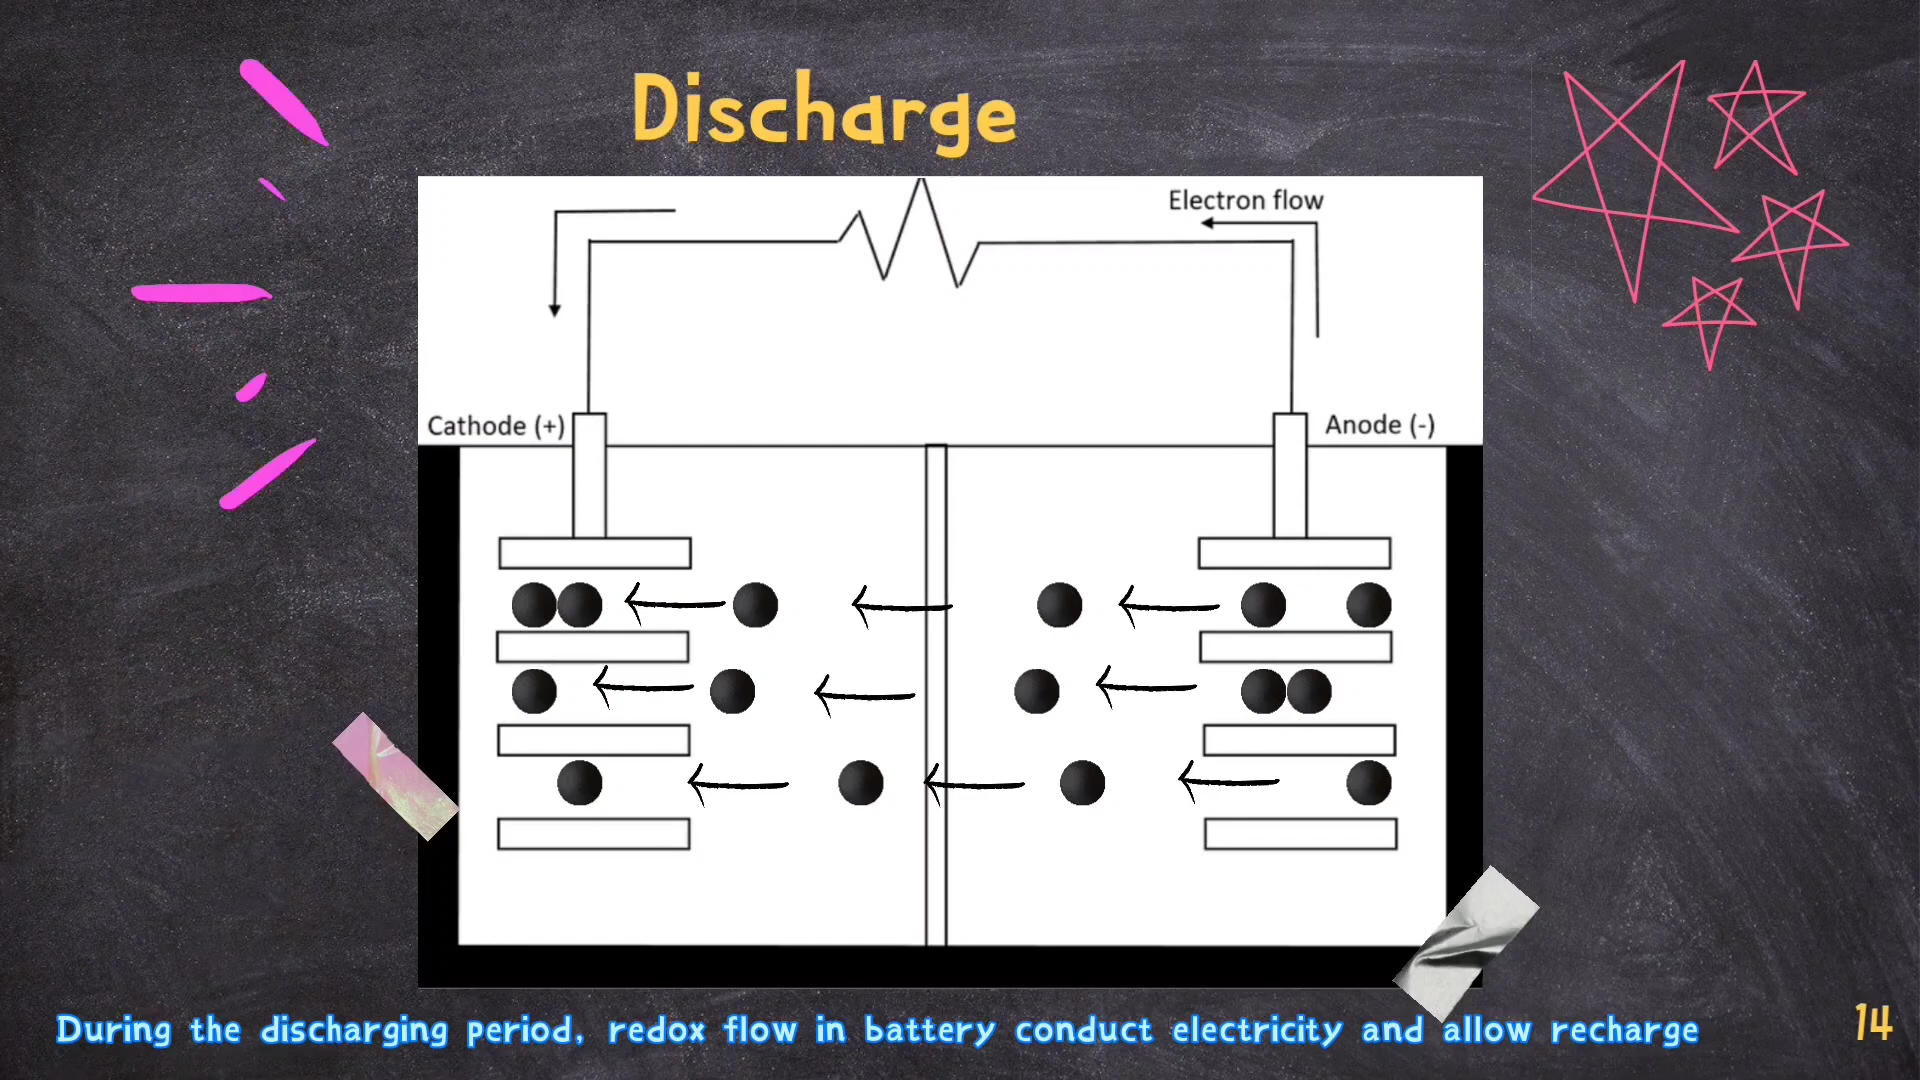 Discharge
Electron flow
Cathode (+)
Anode (-)
During the discharging period, redox flow in battery conduct electricity and allow recharge
14